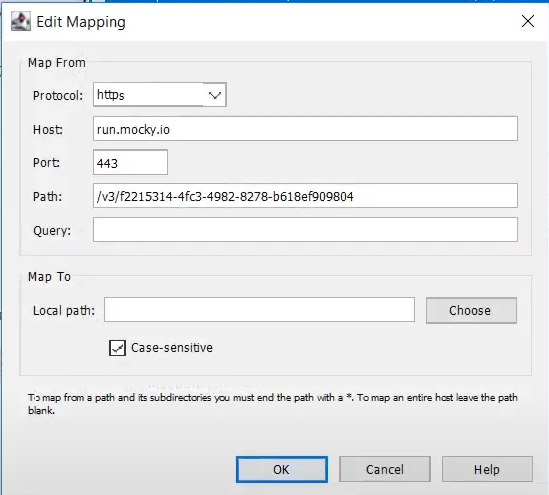 Edit Mapping
Map From
Protocol: https
Host: run.mocky.io
Port: 443
Path: /v3/f2215314-4fc3-4982-8278-b618ef909804
Query:
Map To
Local path: Choose
Case-sensitive
To map from a path and its subdirectories you must end the path with a *. To map an entire host leave the path
blank.
OK Cancel Help